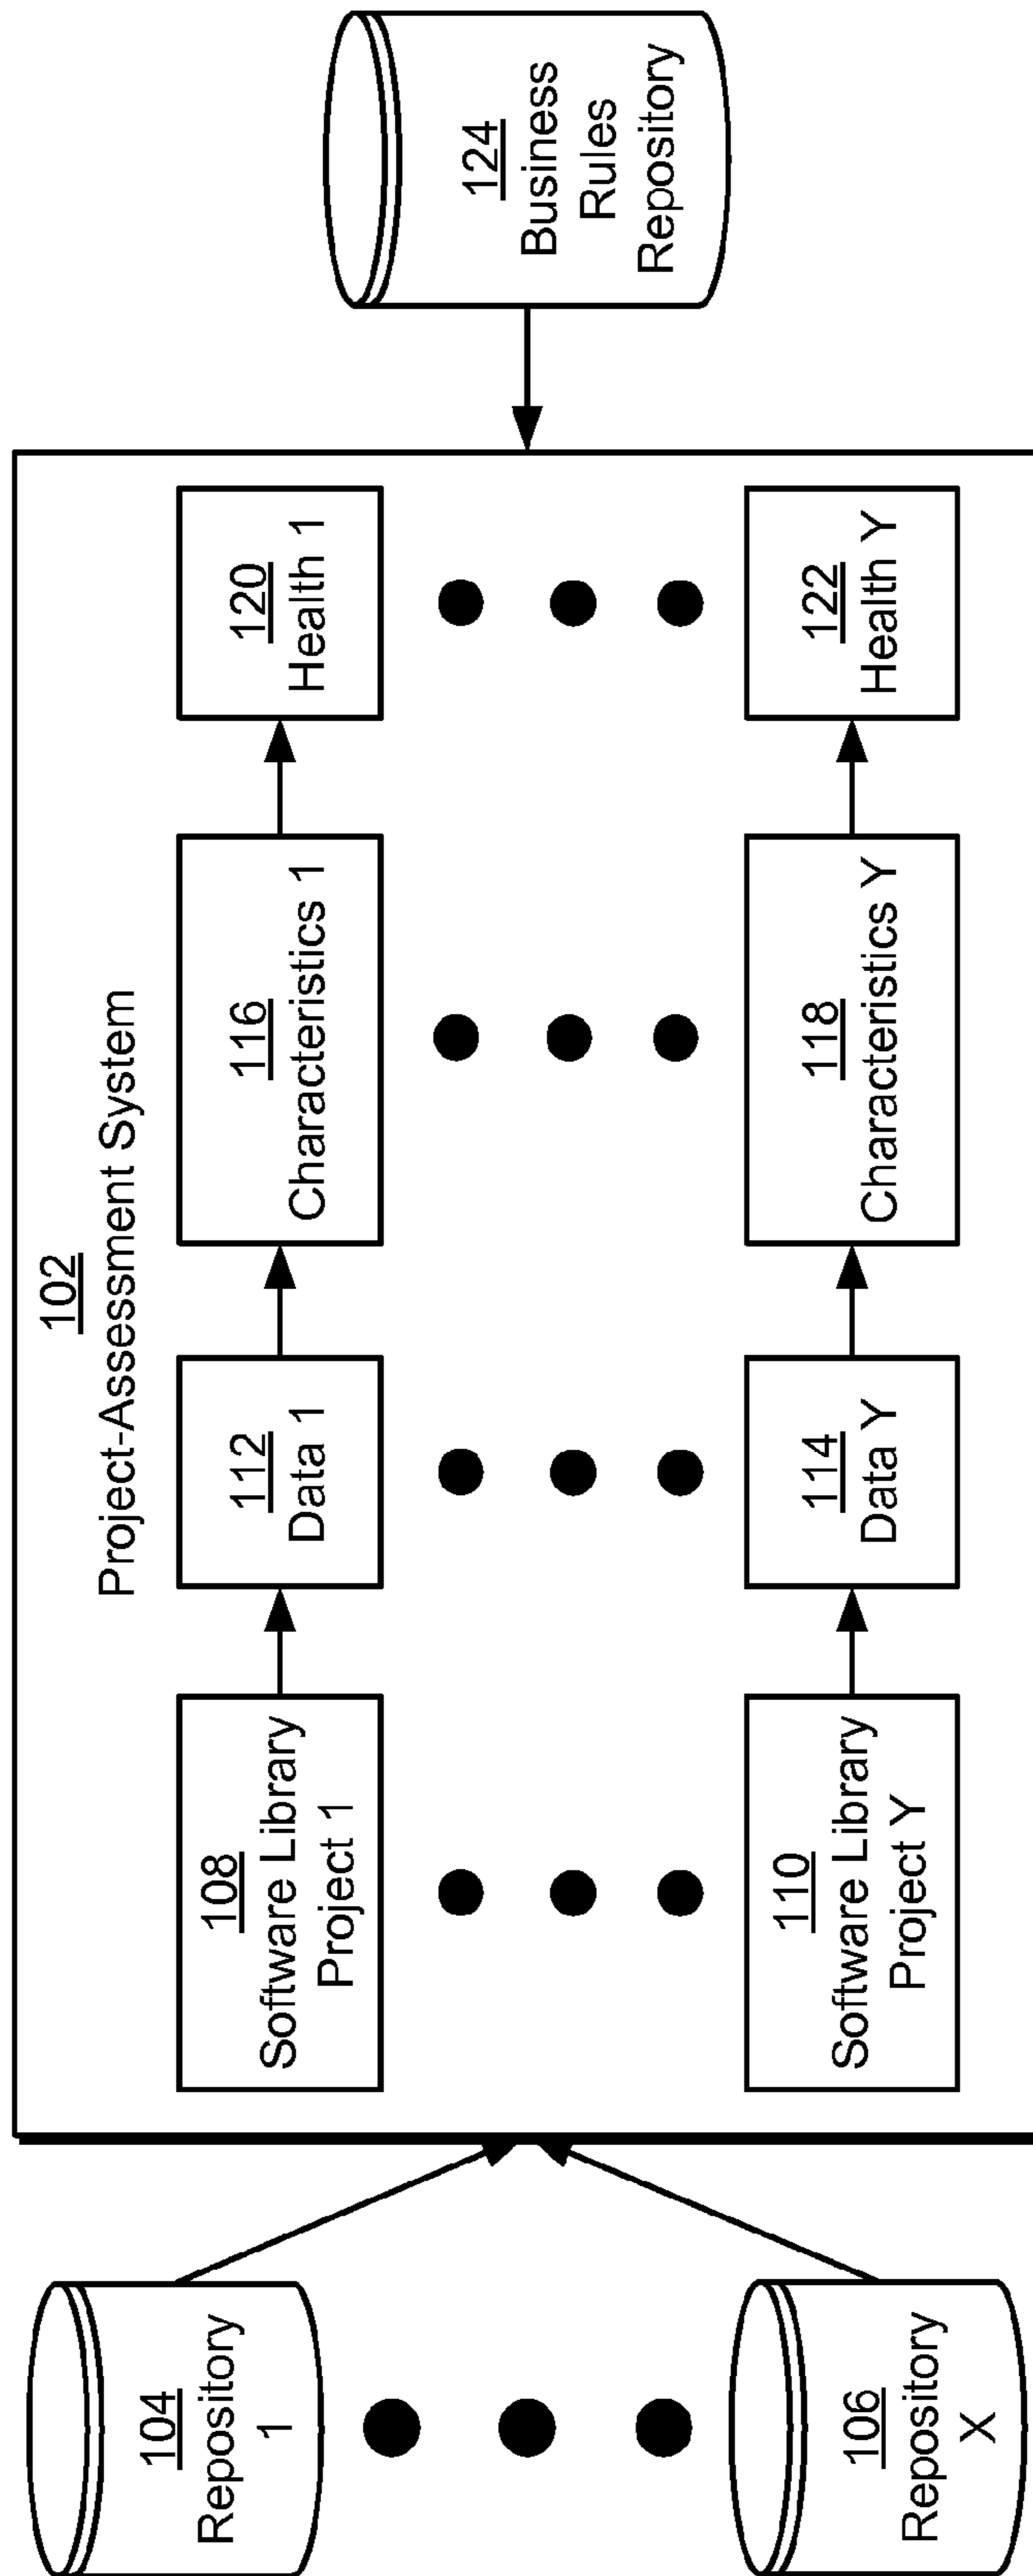 102
Project-Assessment System
104
Repository
1
106
Repository
X
108
Software Library
Project 1
112
Data 1
116
Characteristics 1
120
Health 1
110
Software Library
Project Y
114
Data Y
118
Characteristics Y
122
Health Y
124
Business
Rules
Repository